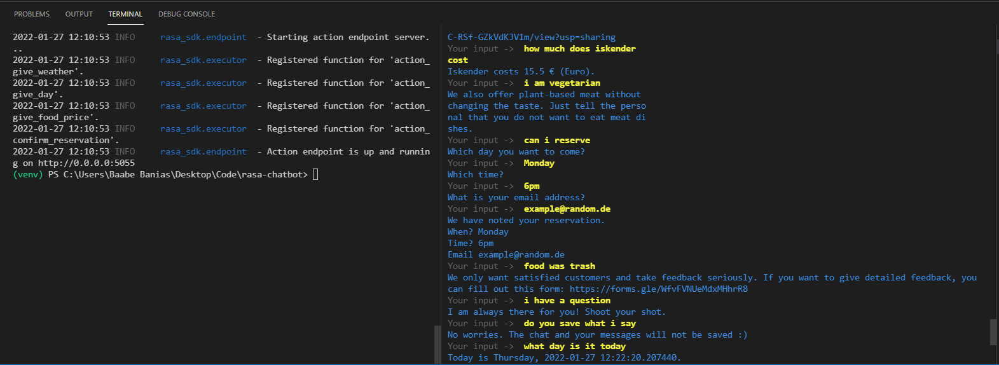 PROBLEMS OUTPUT TERMINAL DEBUG CONSOLE
2022-01-27 12:10:53 INFO rasa_sdk.endpoint - Starting action endpoint server.
..
2022-01-27 12:10:53 INFO rasa_sdk.executor - Registered function for 'action_
give_weather'.
2022-01-27 12:10:53 INFO rasa_sdk.executor - Registered function for 'action_
give_day'.
2022-01-27 12:10:53 INFO rasa_sdk.executor - Registered function for 'action_
give_food_price'.
2022-01-27 12:10:53 INFO rasa_sdk.executor - Registered function for 'action_
confirm_reservation'.
2022-01-27 12:10:53 INFO rasa_sdk.endpoint - Action endpoint is up and runnin
g on http://0.0.0.0:5055
(venv) PS C:\Users\Baabe Banias\Desktop\Code\rasa-chatbot>
C-RSf-GZkVdKJV1m/view?usp=sharing
Your input -> how much does iskender
cost
Iskender costs 15.5 € (Euro).
Your input -> i am vegetarian
We also offer plant-based meat without
changing the taste. Just tell the perso
nal that you do not want to eat meat di
shes.
Your input -> can i reserve
Which day you want to come?
Your input -> Monday
Which time?
Your input -> 6pm
What is your email address?
Your input -> example@random.de
We have noted your reservation.
When? Monday
Time? 6pm
Email example@random.de
Your input -> food was trash
We only want satisfied customers and take feedback seriously. If you want to give detailed feedback, you
can fill out this form: https://forms.gle/WfvFVNUeMdxMHhrR8
Your input -> i have a question
I am always there for you! Shoot your shot.
Your input -> do you save what i say
No worries. The chat and your messages will not be saved :)
Your input -> what day is it today
Today is Thursday, 2022-01-27 12:22:20.207440.